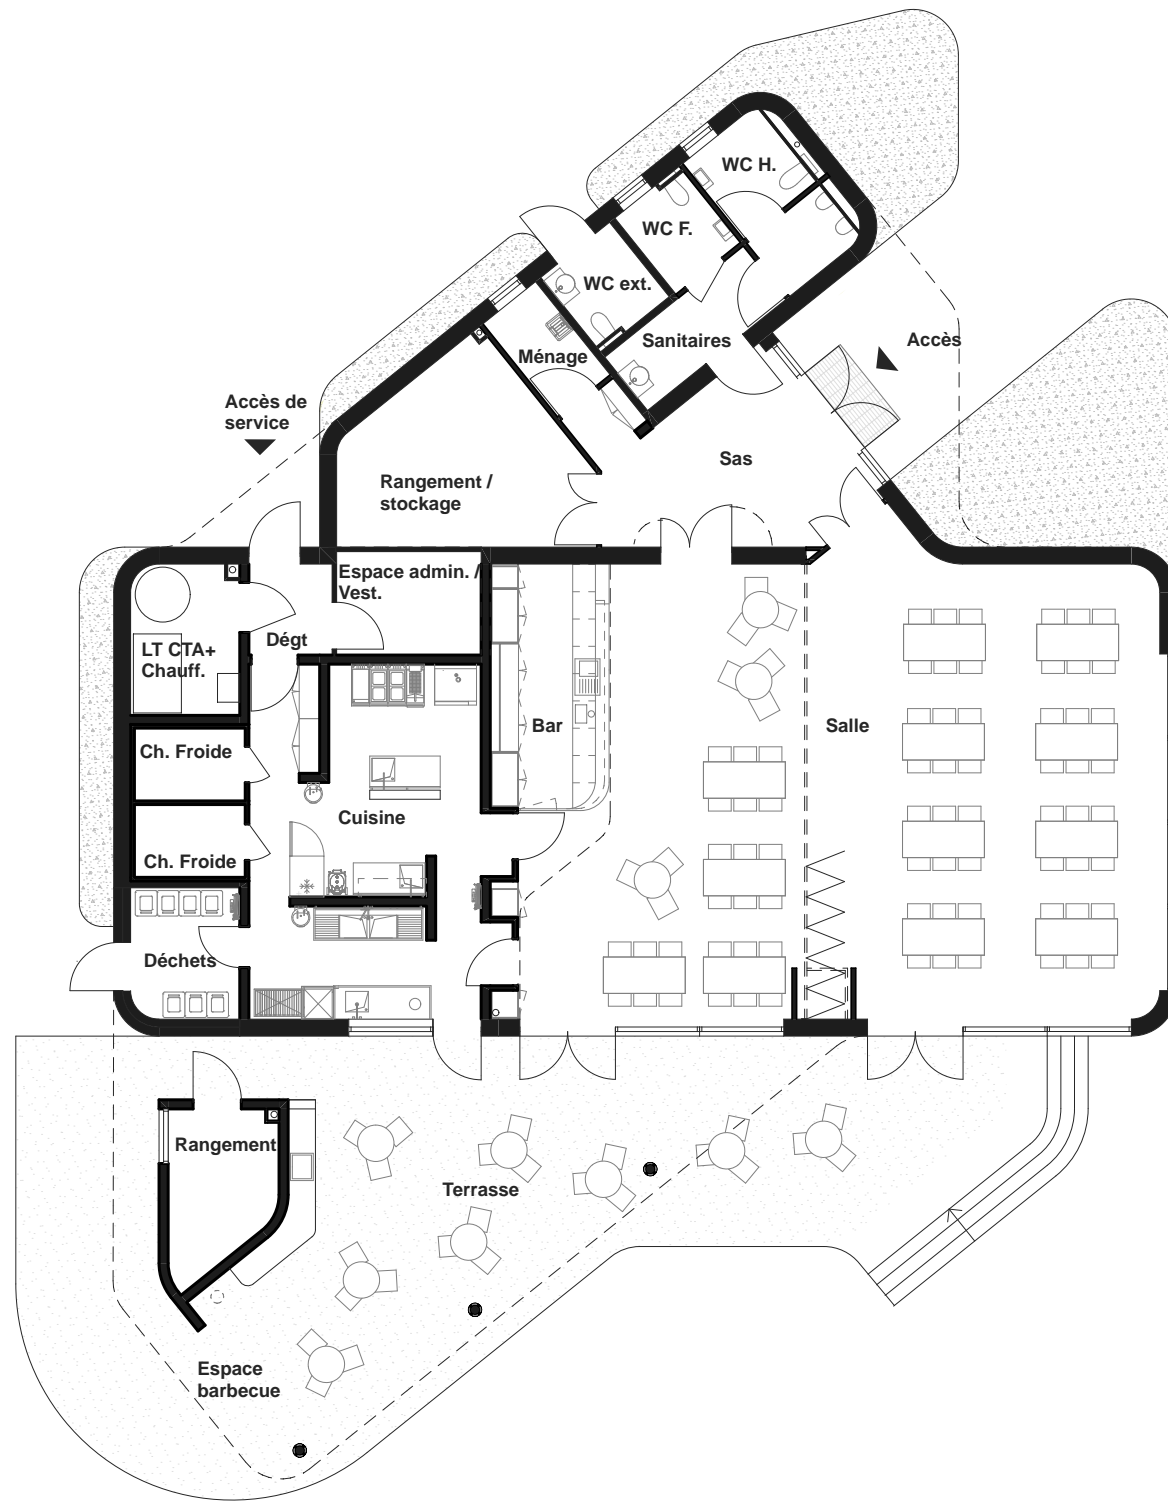 WC H.
WC F.
WC ext.
Sanitaires
Accès
Ménage
Accès de
service
Sas
Rangement /
stockage
Espace admin. /
Vest.
Dégt
LT CTA+
Chauff.
Bar
Salle
Ch. Froide
Cuisine
Ch. Froide
Déchets
Rangement
Terrasse
Espace
barbecue